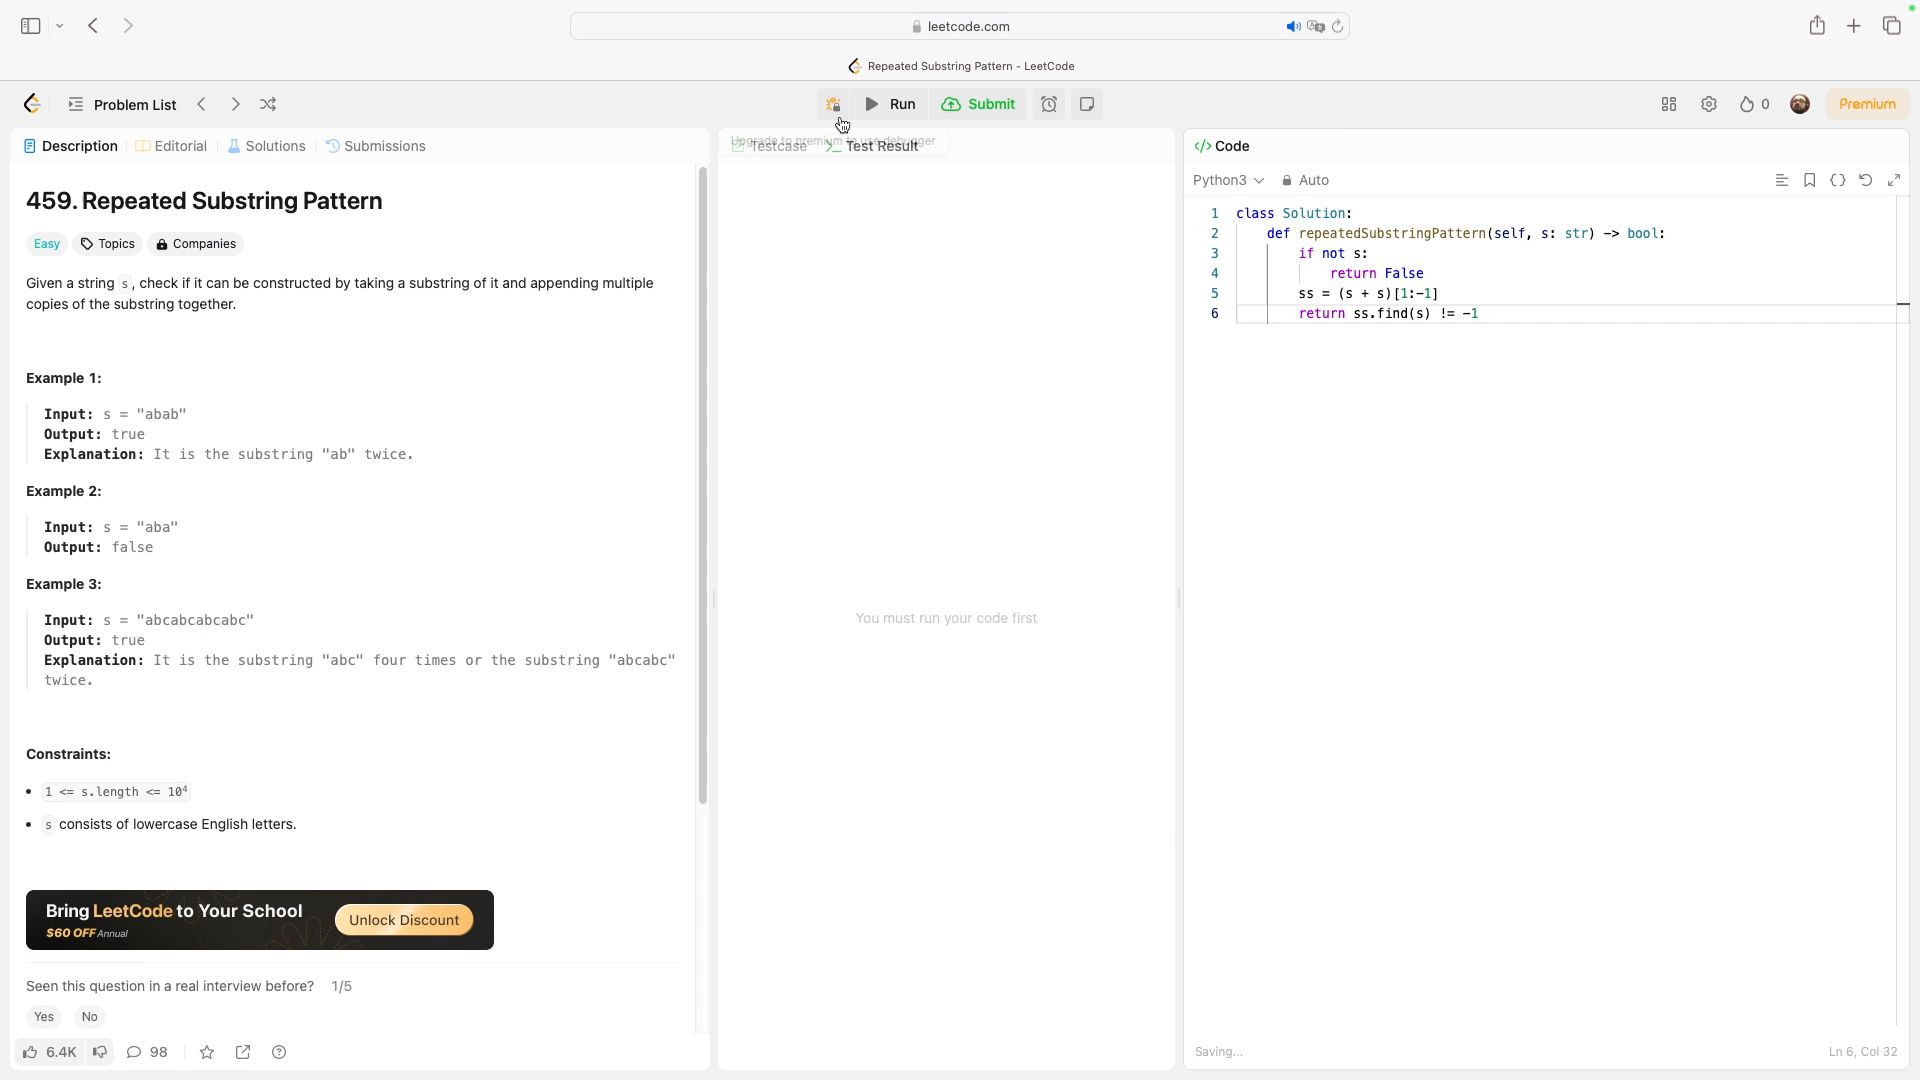 leetcode.com
Repeated Substring Pattern - LeetCode
Problem List
Run
Submit
0
Premium
Description
Editorial
Solutions
Submissions
Upgrade to premium to use debugger
Testcase
Test Result
Code
Python3
Auto
459. Repeated Substring Pattern
Easy
Topics
Companies
Given a string s, check if it can be constructed by taking a substring of it and appending multiple
copies of the substring together.
Example 1:
Input: s = "abab"
Output: true
Explanation: It is the substring "ab" twice.
Example 2:
Input: s = "aba"
Output: false
Example 3:
Input: s = "abcabcabcabc"
Output: true
Explanation: It is the substring "abc" four times or the substring "abcabc"
twice.
Constraints:
1 <= s.length <= 10⁴
s consists of lowercase English letters.
Bring LeetCode to Your School
$60 OFF Annual
Unlock Discount
Seen this question in a real interview before? 1/5
Yes
No
6.4K
98
You must run your code first
1 class Solution:
2 def repeatedSubstringPattern(self, s: str) -> bool:
3 if not s:
4 return False
5 ss = (s + s)[1:-1]
6 return ss.find(s) != -1
Saving...
Ln 6, Col 32